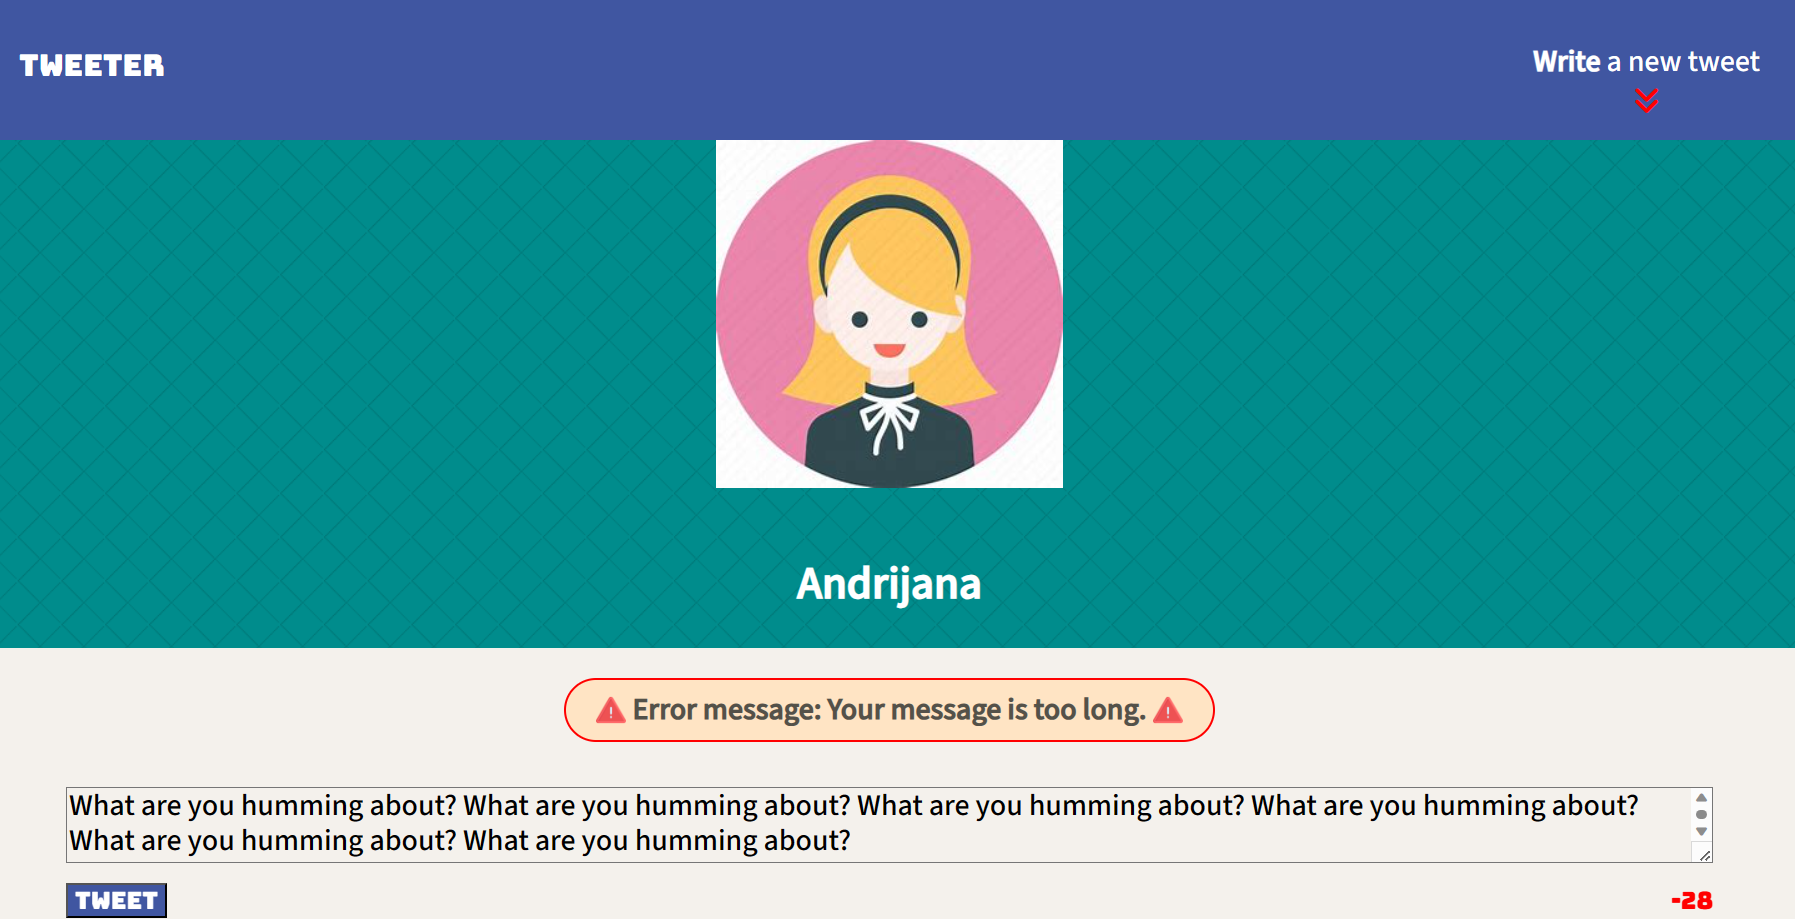 TWEETER
Write a new tweet
Andrijana
Error message: Your message is too long.
What are you humming about? What are you humming about? What are you humming about? What are you humming about?
What are you humming about? What are you humming about?
TWEET
-28